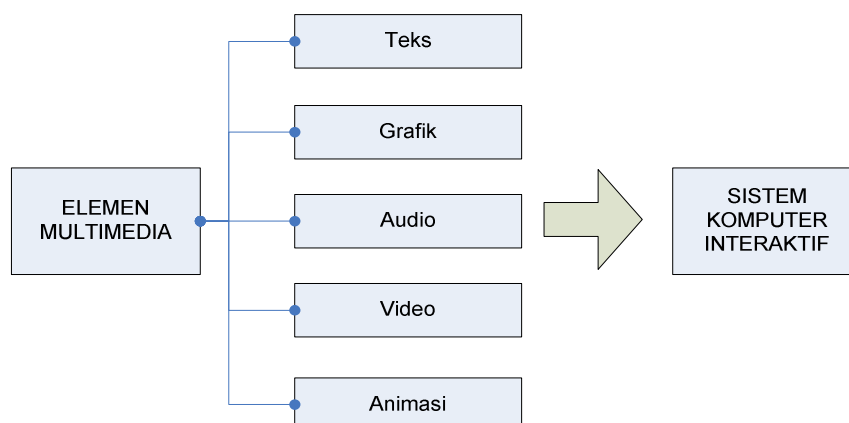 Teks
Grafik
ELEMEN
MULTIMEDIA
Audio
Video
Animasi
SISTEM
KOMPUTER
INTERAKTIF